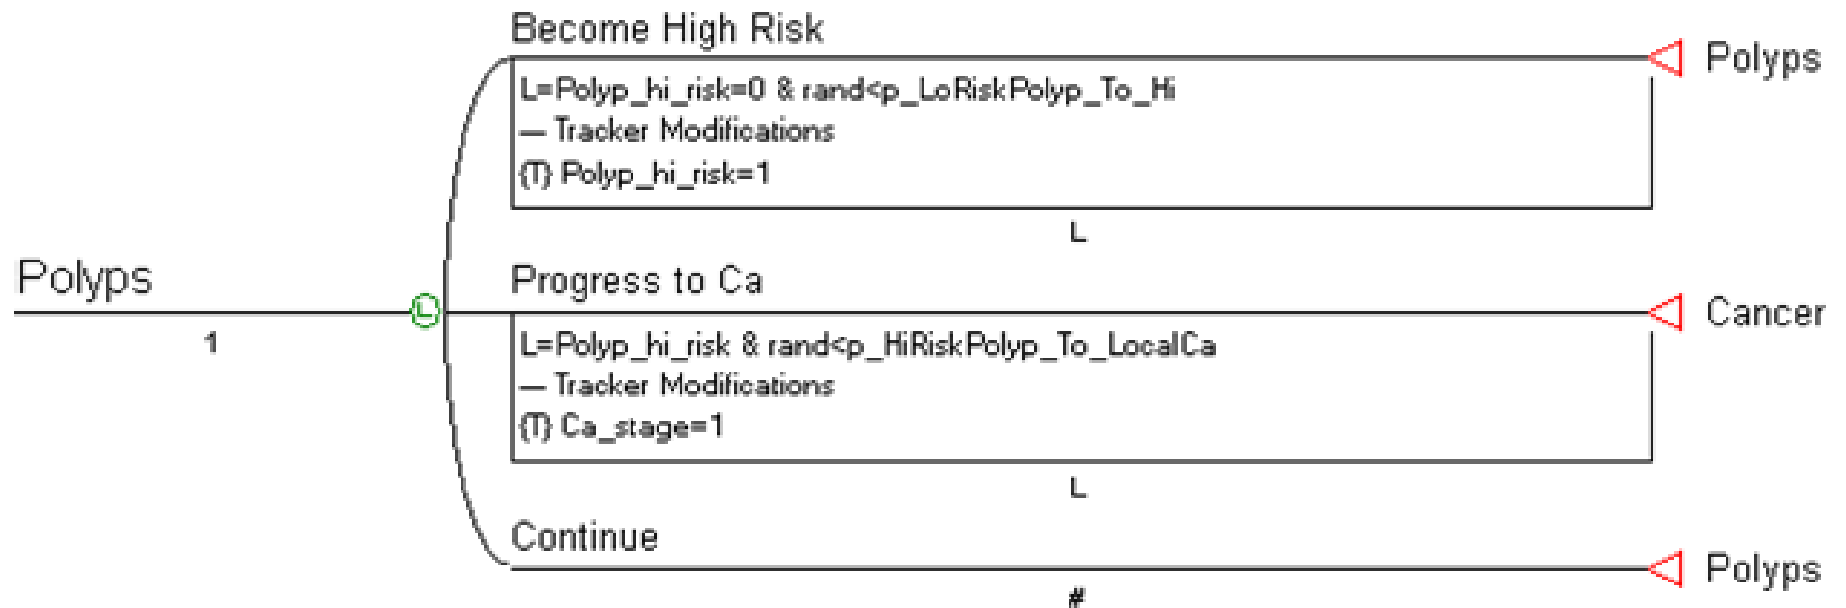 Become High Risk
Polyps
L=Polyp_hi_risk=0 & rand<p_LoRiskPolyp_To_Hi
— Tracker Modifications
{T} Polyp_hi_risk=1
L
Polyps
1
L
Progress to Ca
Cancer
L=Polyp_hi_risk & rand<p_HiRiskPolyp_To_LocalCa
— Tracker Modifications
{T} Ca_stage=1
L
Continue
Polyps
#